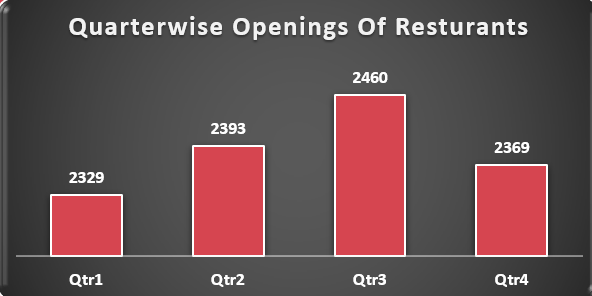 Quarterwise Openings Of Resturants
2460
2393
2369
2329
Qtr1 Qtr2 Qtr3 Qtr4